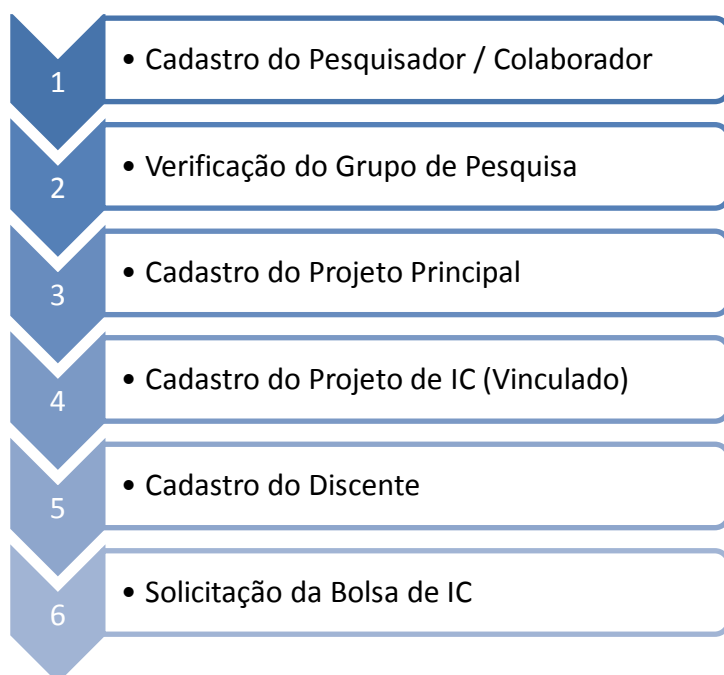 1
• Cadastro do Pesquisador / Colaborador
2
• Verificação do Grupo de Pesquisa
3
• Cadastro do Projeto Principal
4
• Cadastro do Projeto de IC (Vinculado)
5
• Cadastro do Discente
6
• Solicitação da Bolsa de IC